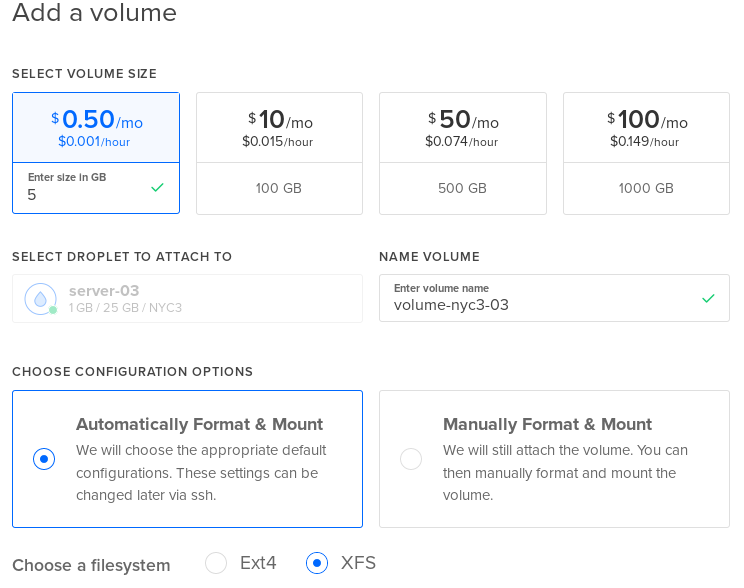 Add a volume
SELECT VOLUME SIZE
$0.50/mo
$0.001/hour
Enter size in GB
5
$10/mo
$0.015/hour
100 GB
$50/mo
$0.074/hour
500 GB
$100/mo
$0.149/hour
1000 GB
SELECT DROPLET TO ATTACH TO
server-03
1 GB / 25 GB / NYC3
NAME VOLUME
Enter volume name
volume-nyc3-03
CHOOSE CONFIGURATION OPTIONS
Automatically Format & Mount
We will choose the appropriate default
configurations. These settings can be
changed later via ssh.
Manually Format & Mount
We will still attach the volume. You can
then manually format and mount the
volume.
Choose a filesystem
Ext4
XFS